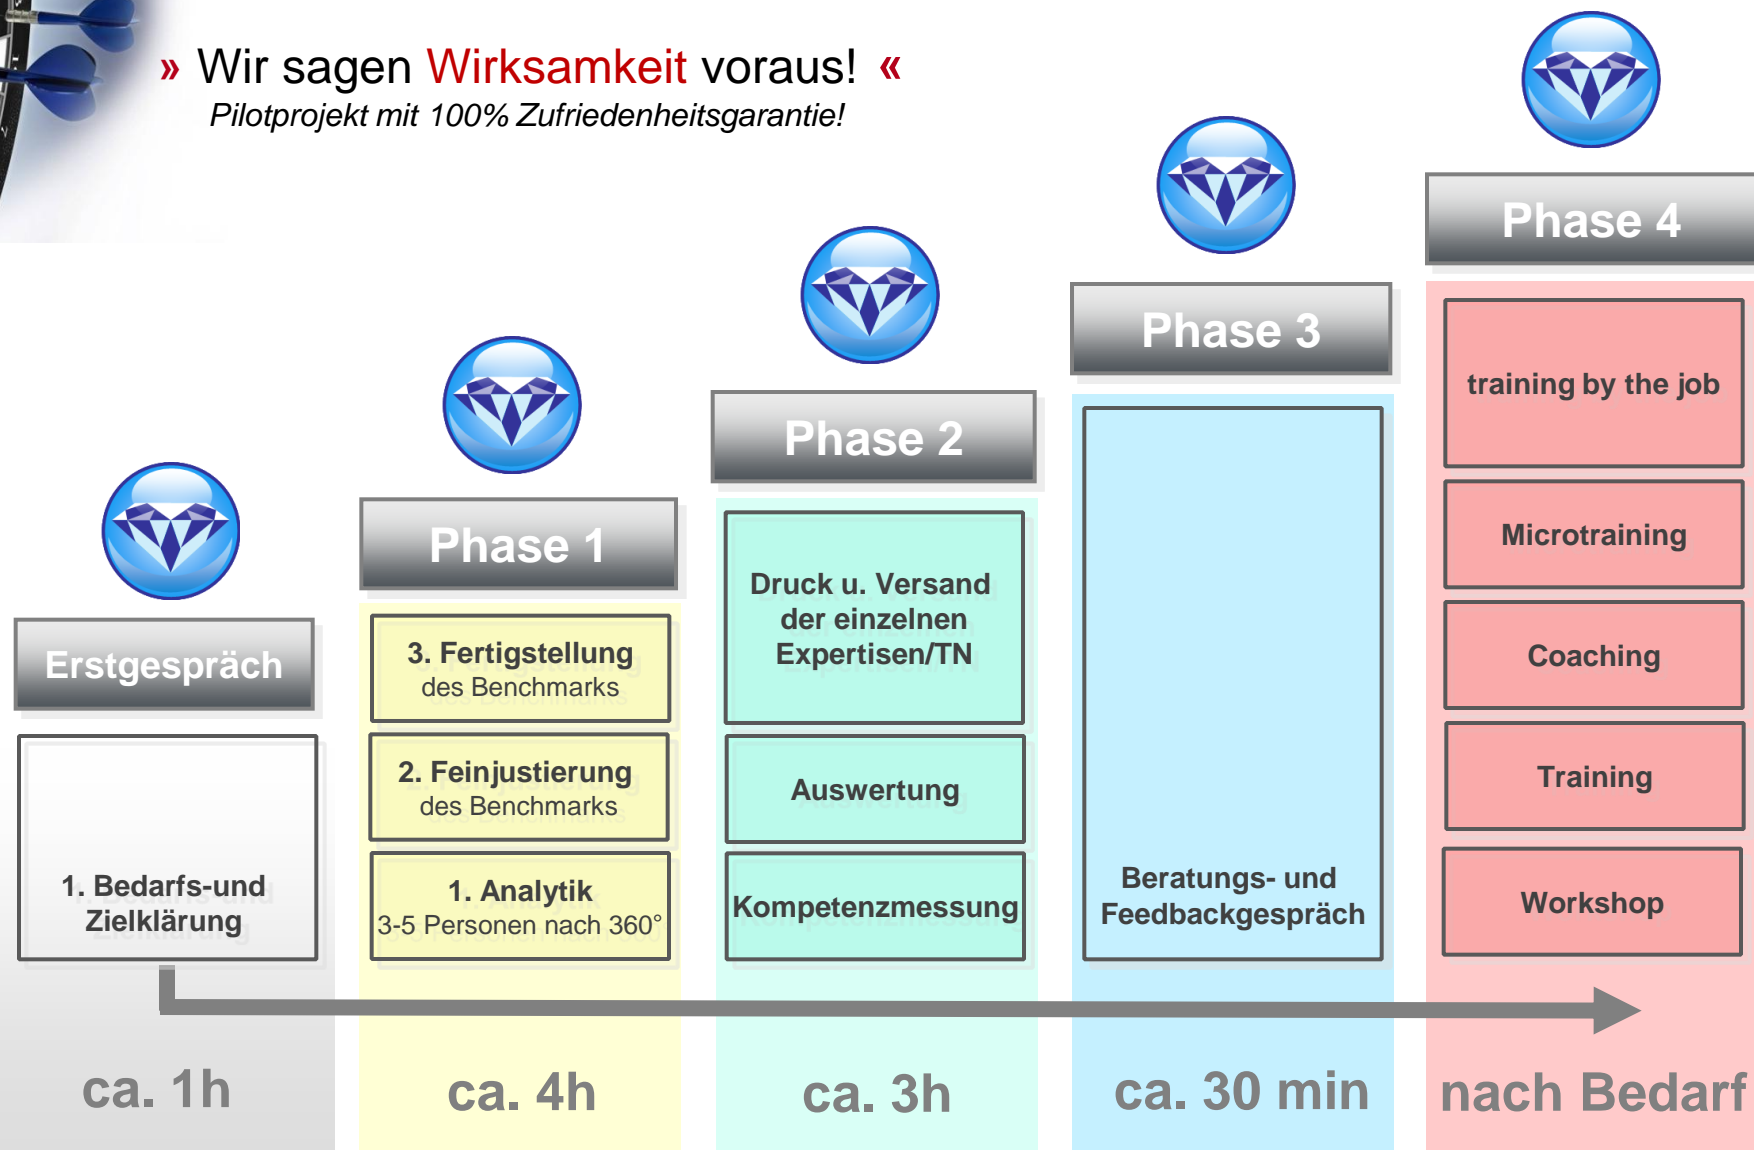 » Wir sagen Wirksamkeit voraus! «
Pilotprojekt mit 100% Zufriedenheitsgarantie!
Erstgespräch
1. Bedarfs-und
Zielklärung
ca. 1h
Phase 1
3. Fertigstellung
des Benchmarks
2. Feinjustierung
des Benchmarks
1. Analytik
3-5 Personen nach 360°
ca. 4h
Phase 2
Druck u. Versand
der einzelnen
Expertisen/TN
Auswertung
Kompetenzmessung
ca. 3h
Phase 3
Beratungs- und
Feedbackgespräch
ca. 30 min
Phase 4
training by the job
Microtraining
Coaching
Training
Workshop
nach Bedarf